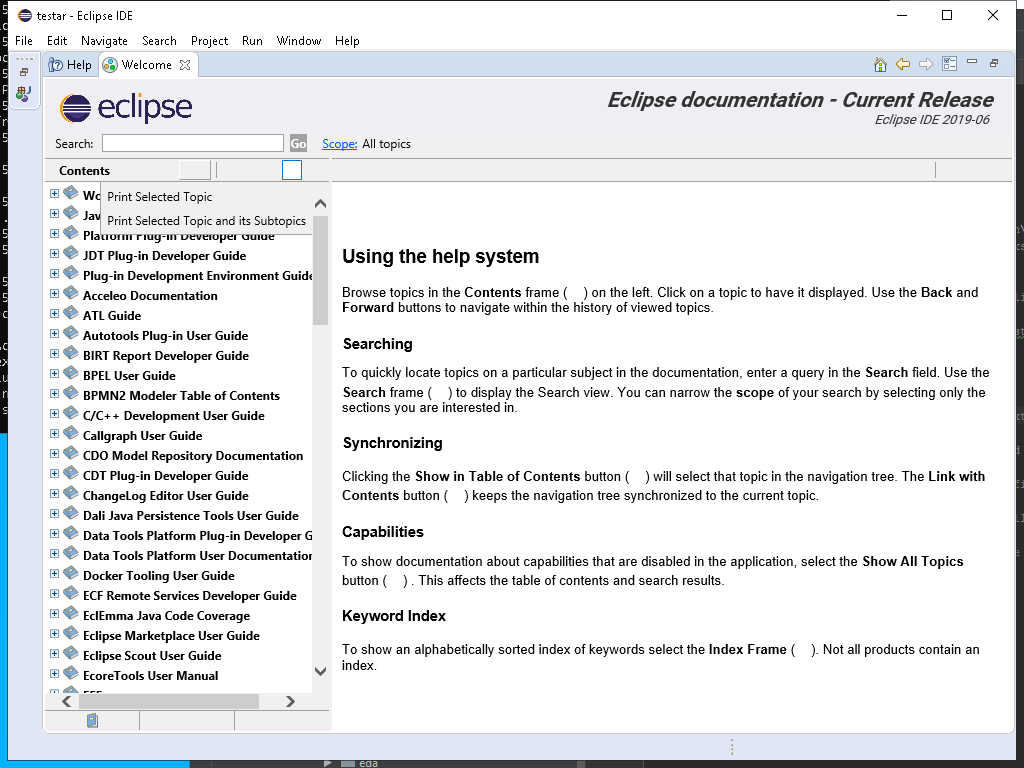 testar - Eclipse IDE
File Edit Navigate Search Project Run Window Help
Help Welcome
eclipse
Eclipse documentation - Current Release
Eclipse IDE 2019-06
Search: Go Scope: All topics
Contents
Print Selected Topic
Print Selected Topic and its Subtopics
Platform Plug-in Developer Guide
JDT Plug-in Developer Guide
Plug-in Development Environment Guide
Acceleo Documentation
ATL Guide
Autotools Plug-in User Guide
BIRT Report Developer Guide
BPEL User Guide
BPMN2 Modeler Table of Contents
C/C++ Development User Guide
Callgraph User Guide
CDO Model Repository Documentation
CDT Plug-in Developer Guide
ChangeLog Editor User Guide
Dali Java Persistence Tools User Guide
Data Tools Platform Plug-in Developer G
Data Tools Platform User Documentation
Docker Tooling User Guide
ECF Remote Services Developer Guide
EclEmma Java Code Coverage
Eclipse Marketplace User Guide
Eclipse Scout User Guide
EcoreTools User Manual
Using the help system
Browse topics in the Contents frame ( ) on the left. Click on a topic to have it displayed. Use the Back and
Forward buttons to navigate within the history of viewed topics.
Searching
To quickly locate topics on a particular subject in the documentation, enter a query in the Search field. Use the
Search frame ( ) to display the Search view. You can narrow the scope of your search by selecting only the
sections you are interested in.
Synchronizing
Clicking the Show in Table of Contents button ( ) will select that topic in the navigation tree. The Link with
Contents button ( ) keeps the navigation tree synchronized to the current topic.
Capabilities
To show documentation about capabilities that are disabled in the application, select the Show All Topics
button ( ) . This affects the table of contents and search results.
Keyword Index
To show an alphabetically sorted index of keywords select the Index Frame ( ). Not all products contain an
index.
eda